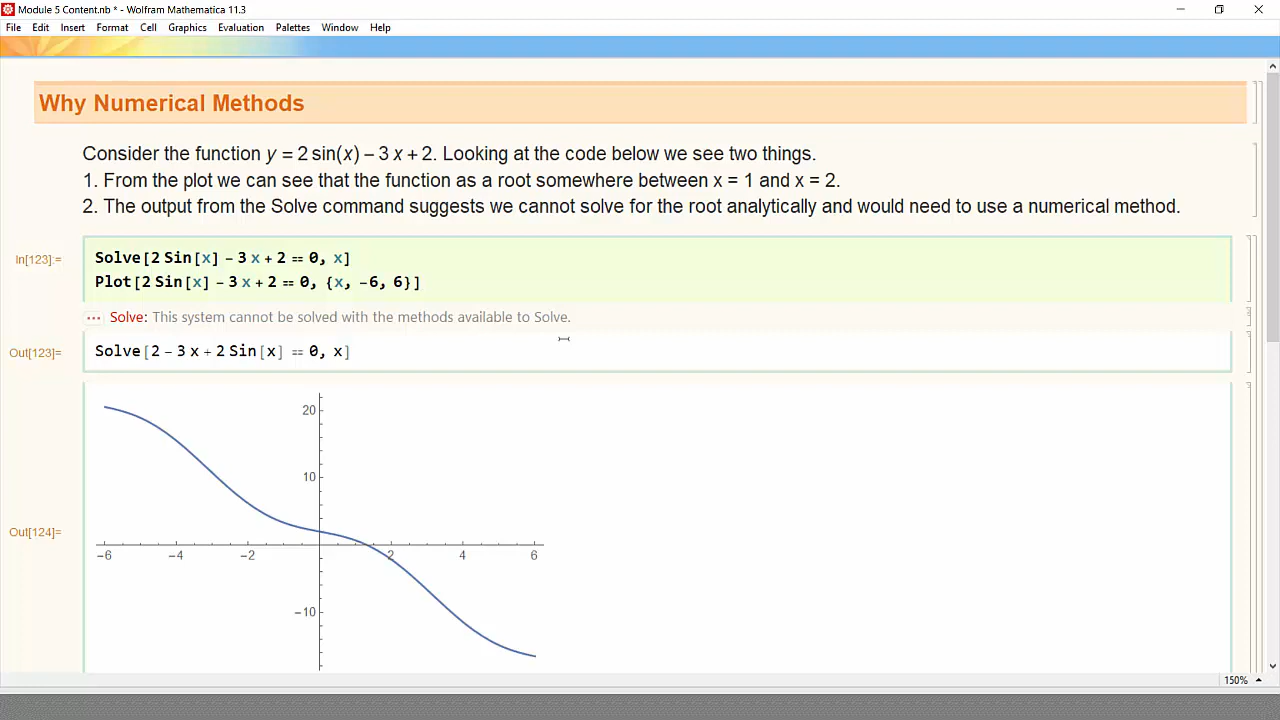 Module 5 Content.nb * - Wolfram Mathematica 11.3
File Edit Insert Format Cell Graphics Evaluation Palettes Window Help
Why Numerical Methods
Consider the function y = 2 sin(x) – 3 x + 2. Looking at the code below we see two things.
1. From the plot we can see that the function as a root somewhere between x = 1 and x = 2.
2. The output from the Solve command suggests we cannot solve for the root analytically and would need to use a numerical method.
In[123]:= Solve[2 Sin[x] - 3 x + 2 == 0, x]
Plot[2 Sin[x] - 3 x + 2 == 0, {x, -6, 6}]
... Solve: This system cannot be solved with the methods available to Solve.
Out[123]= Solve[2 - 3 x + 2 Sin[x] == 0, x]
20
10
Out[124]=
-6 -4 -2 2 4 6
-10
150%